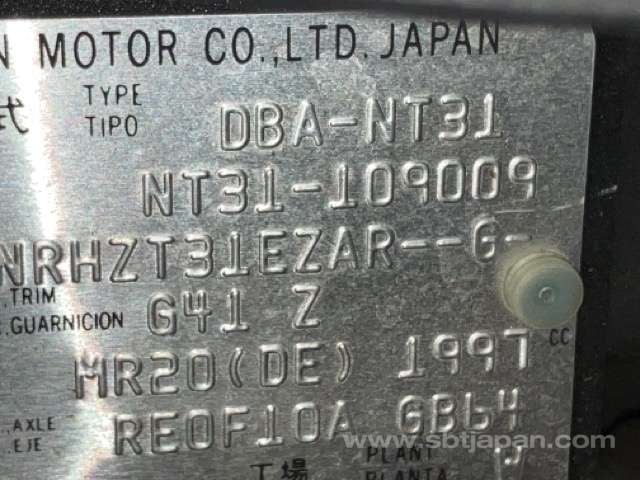 N MOTOR CO.,LTD. JAPAN
式 TYPE TIPO DBA-NT31
NT31-109009
NRHZT31EZAR--G-
.TRIM
.GUARNICION G41 Z
MR20(DE) 1997 CC
.AXLE
.EJE RE0F10A GB64
www.sbtjapan.com
工場 PLANT
PLANTA